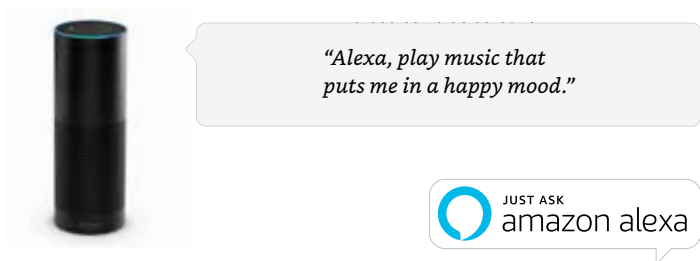 “Alexa, play music that
puts me in a happy mood.”
JUST ASK
amazon alexa